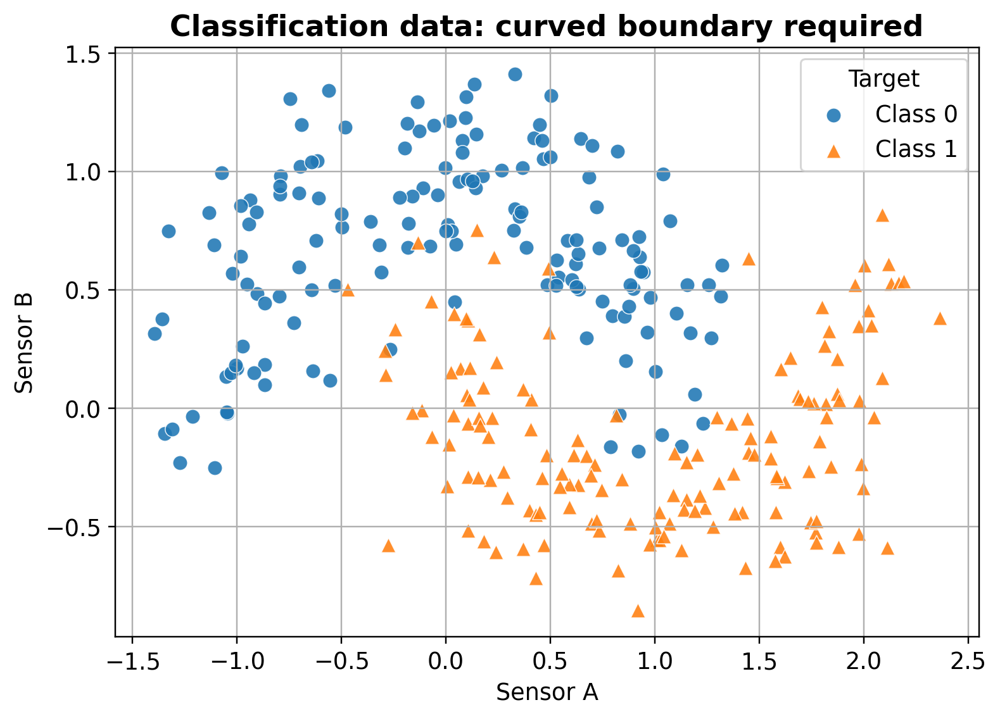 Classification data: curved boundary required
1.5
1.0
0.5
0.0
−0.5
Sensor B
Target
Class 0
Class 1
−1.5 −1.0 −0.5 0.0 0.5 1.0 1.5 2.0 2.5
Sensor A